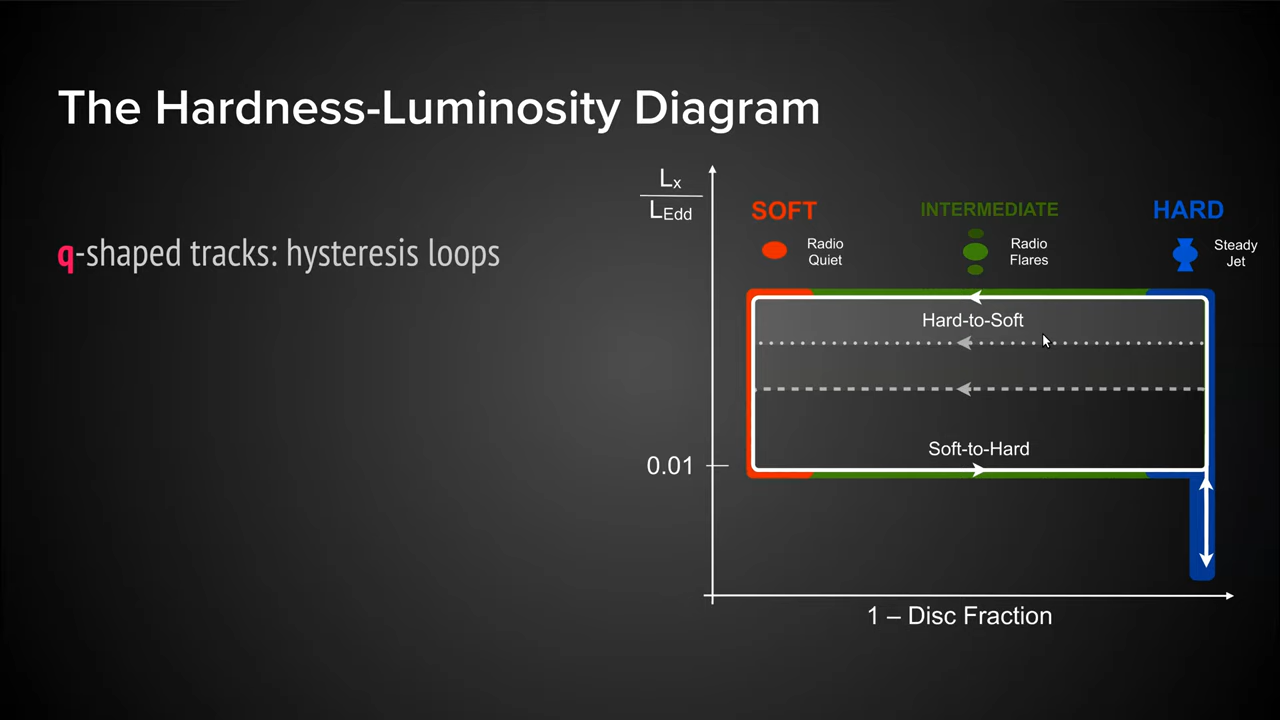 The Hardness-Luminosity Diagram
q-shaped tracks: hysteresis loops
Lx
LEdd
SOFT
Radio
Quiet
INTERMEDIATE
Radio
Flares
HARD
Steady
Jet
Hard-to-Soft
Soft-to-Hard
0.01
1 – Disc Fraction